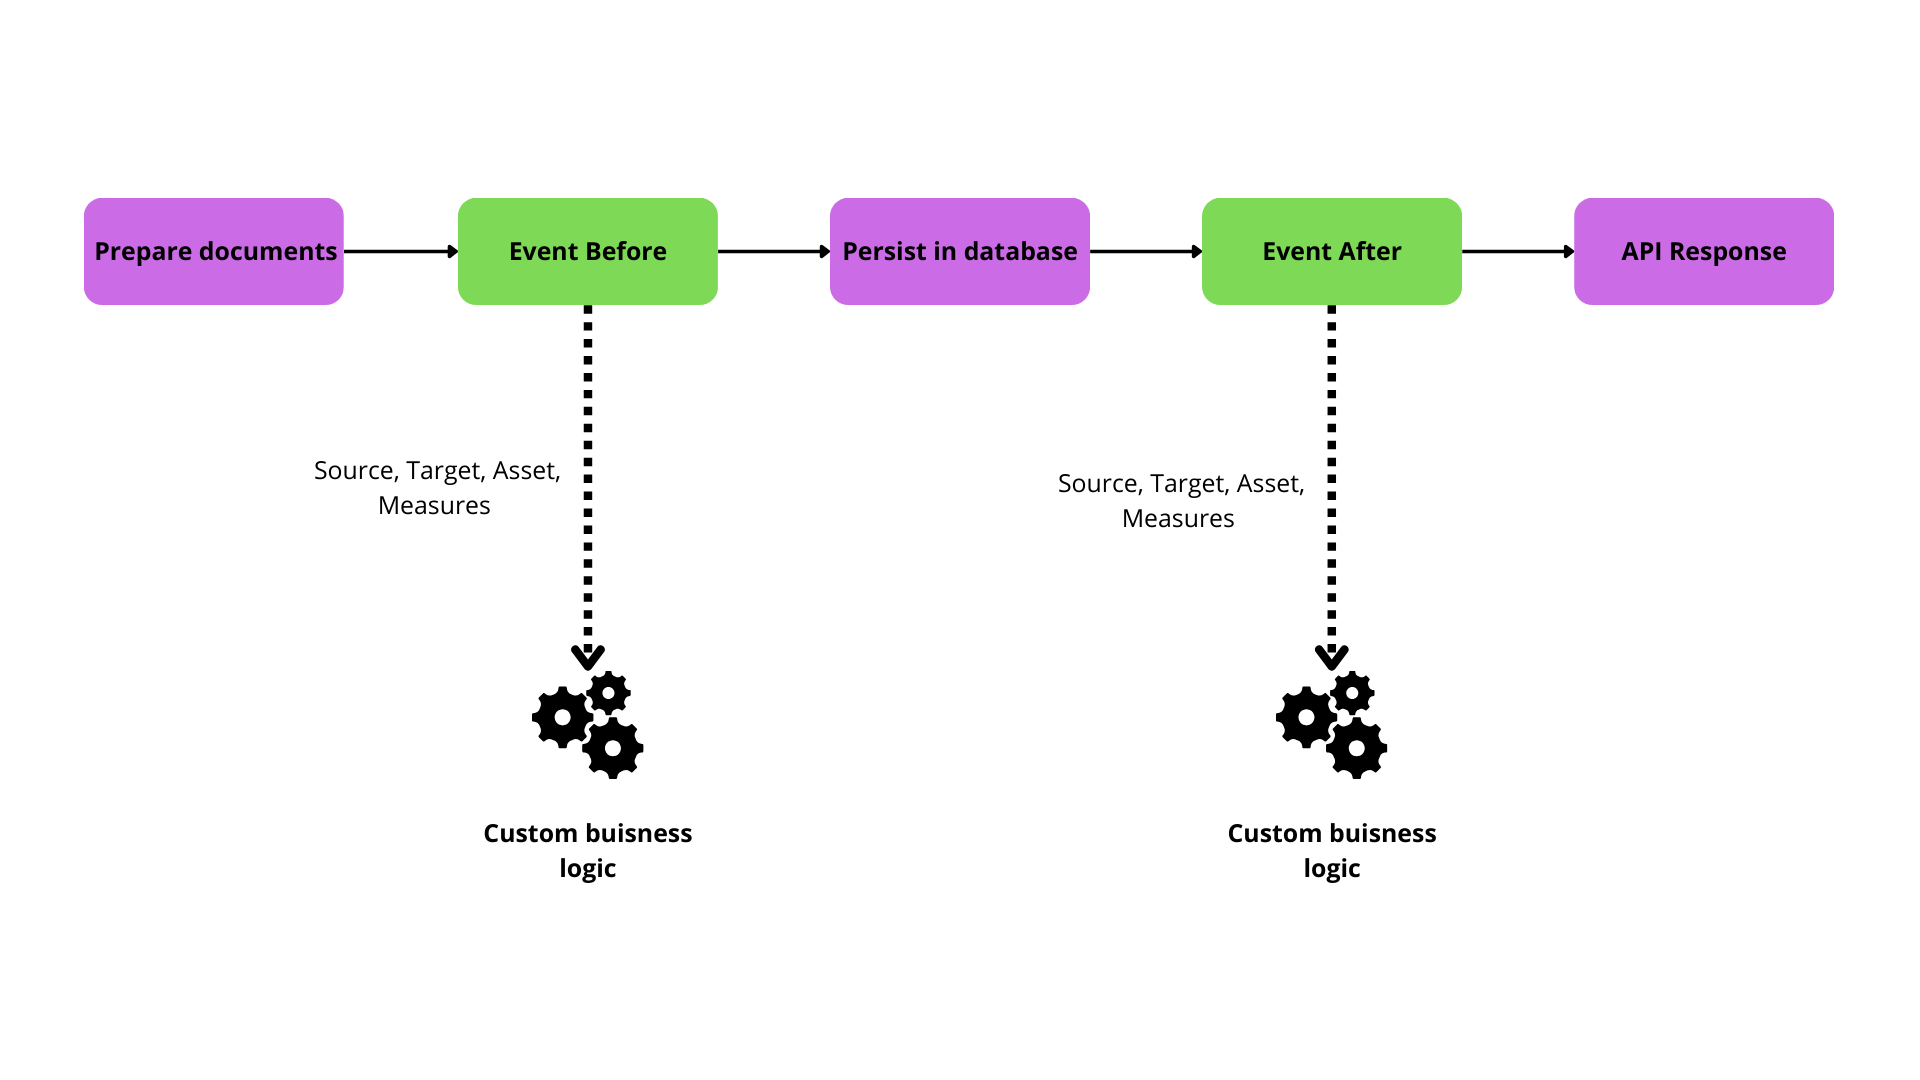 Prepare documents
Event Before
Persist in database
Event After
API Response
Source, Target, Asset,
Measures
Source, Target, Asset,
Measures
Custom buisness
logic
Custom buisness
logic